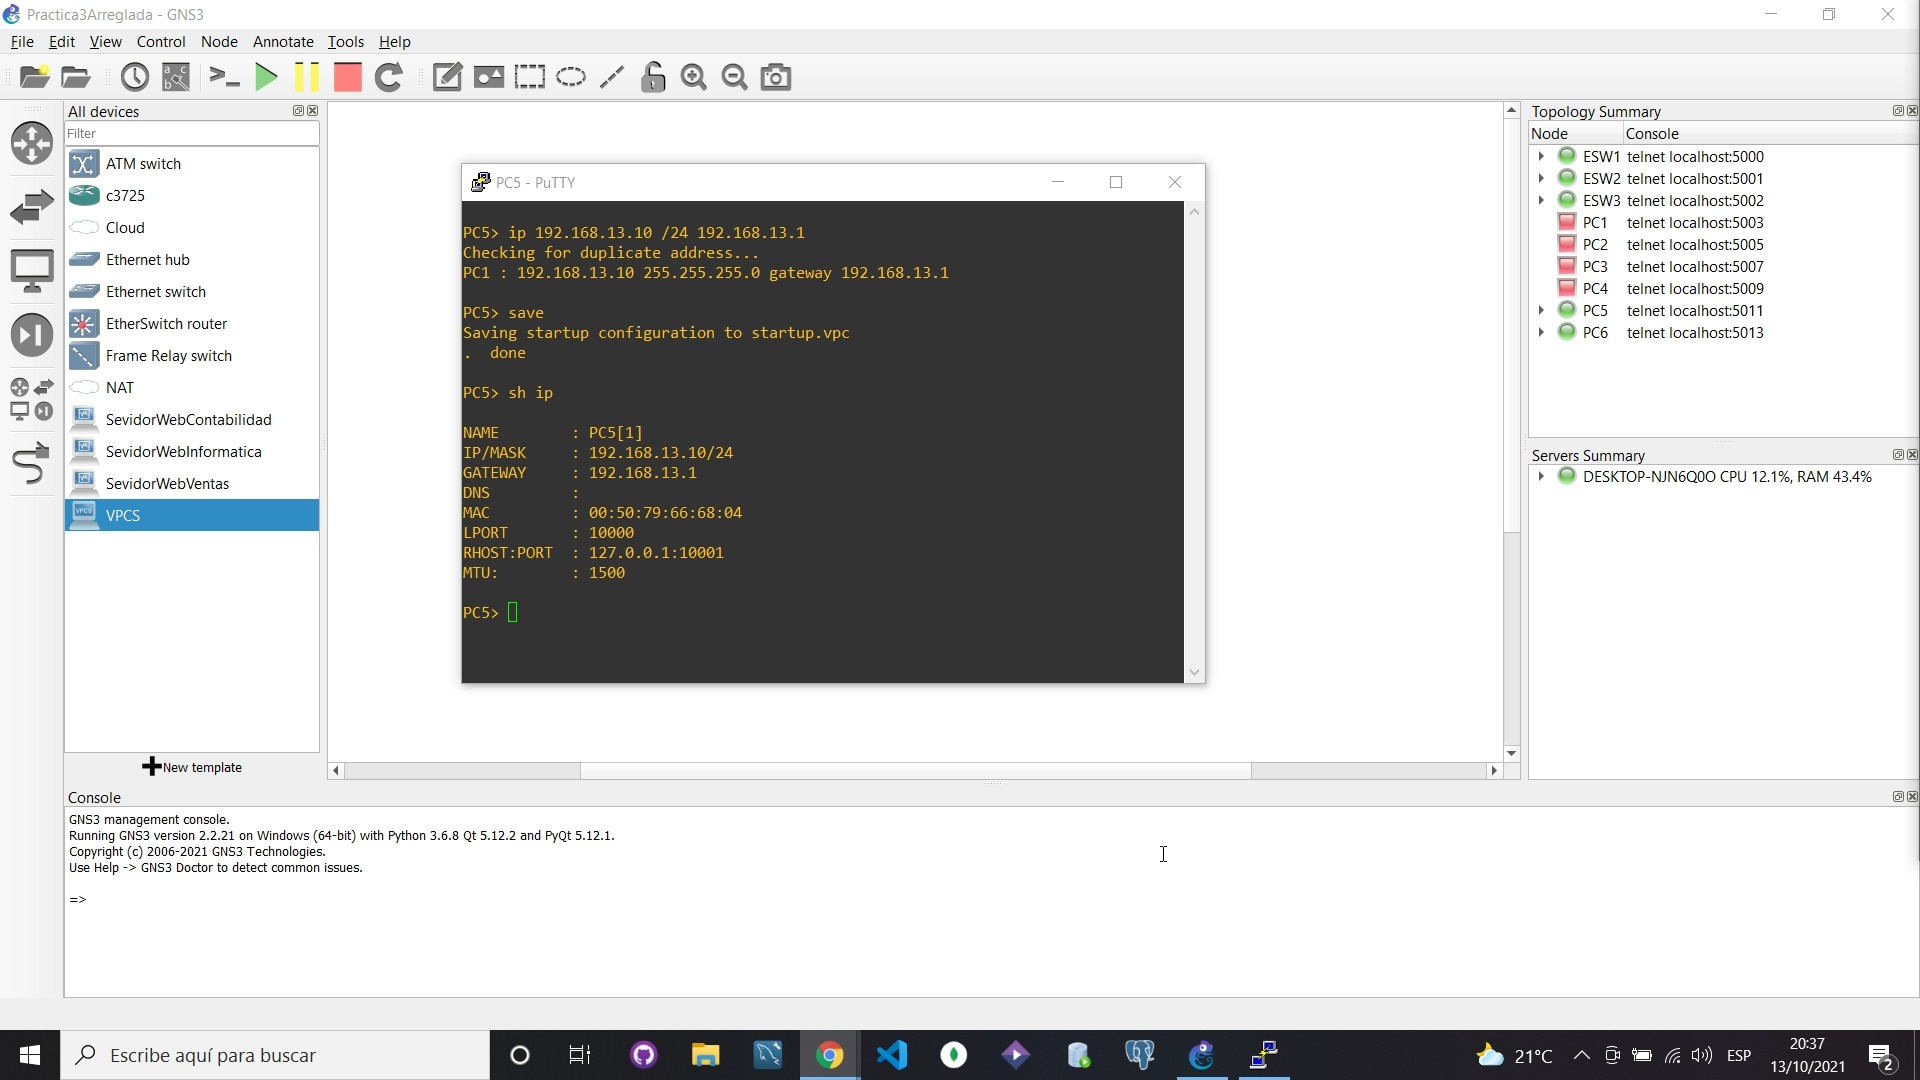 Practica3Arreglada - GNS3
File Edit View Control Node Annotate Tools Help
All devices
Filter
ATM switch
c3725
Cloud
Ethernet hub
Ethernet switch
EtherSwitch router
Frame Relay switch
NAT
SevidorWebContabilidad
SevidorWebInformatica
SevidorWebVentas
VPCS
New template
PC5 - PuTTY
PC5> ip 192.168.13.10 /24 192.168.13.1
Checking for duplicate address...
PC1 : 192.168.13.10 255.255.255.0 gateway 192.168.13.1
PC5> save
Saving startup configuration to startup.vpc
.  done
PC5> sh ip
NAME        : PC5[1]
IP/MASK     : 192.168.13.10/24
GATEWAY     : 192.168.13.1
DNS         :
MAC         : 00:50:79:66:68:04
LPORT       : 10000
RHOST:PORT  : 127.0.0.1:10001
MTU:        : 1500
PC5>
Topology Summary
Node Console
ESW1 telnet localhost:5000
ESW2 telnet localhost:5001
ESW3 telnet localhost:5002
PC1 telnet localhost:5003
PC2 telnet localhost:5005
PC3 telnet localhost:5007
PC4 telnet localhost:5009
PC5 telnet localhost:5011
PC6 telnet localhost:5013
Servers Summary
DESKTOP-NJN6Q0O CPU 12.1%, RAM 43.4%
Console
GNS3 management console.
Running GNS3 version 2.2.21 on Windows (64-bit) with Python 3.6.8 Qt 5.12.2 and PyQt 5.12.1.
Copyright (c) 2006-2021 GNS3 Technologies.
Use Help -> GNS3 Doctor to detect common issues.
=>
Escribe aquí para buscar
21°C
ESP
20:37
13/10/2021
2